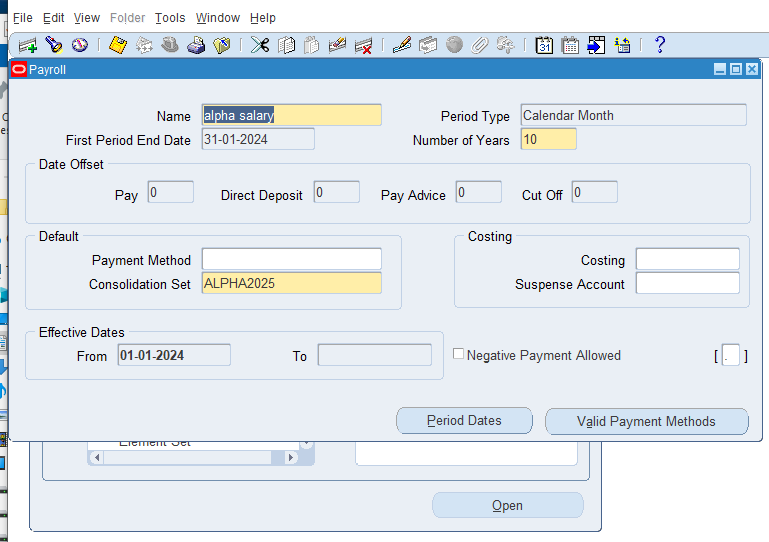 File Edit View Folder Tools Window Help
31
?
Payroll
Name alpha salary Period Type Calendar Month
First Period End Date 31-01-2024 Number of Years 10
Date Offset
Pay 0 Direct Deposit 0 Pay Advice 0 Cut Off 0
Default Costing
Payment Method Costing
Consolidation Set ALPHA2025 Suspense Account
Effective Dates
From 01-01-2024 To Negative Payment Allowed [ . ]
Period Dates Valid Payment Methods
Element Set
Open